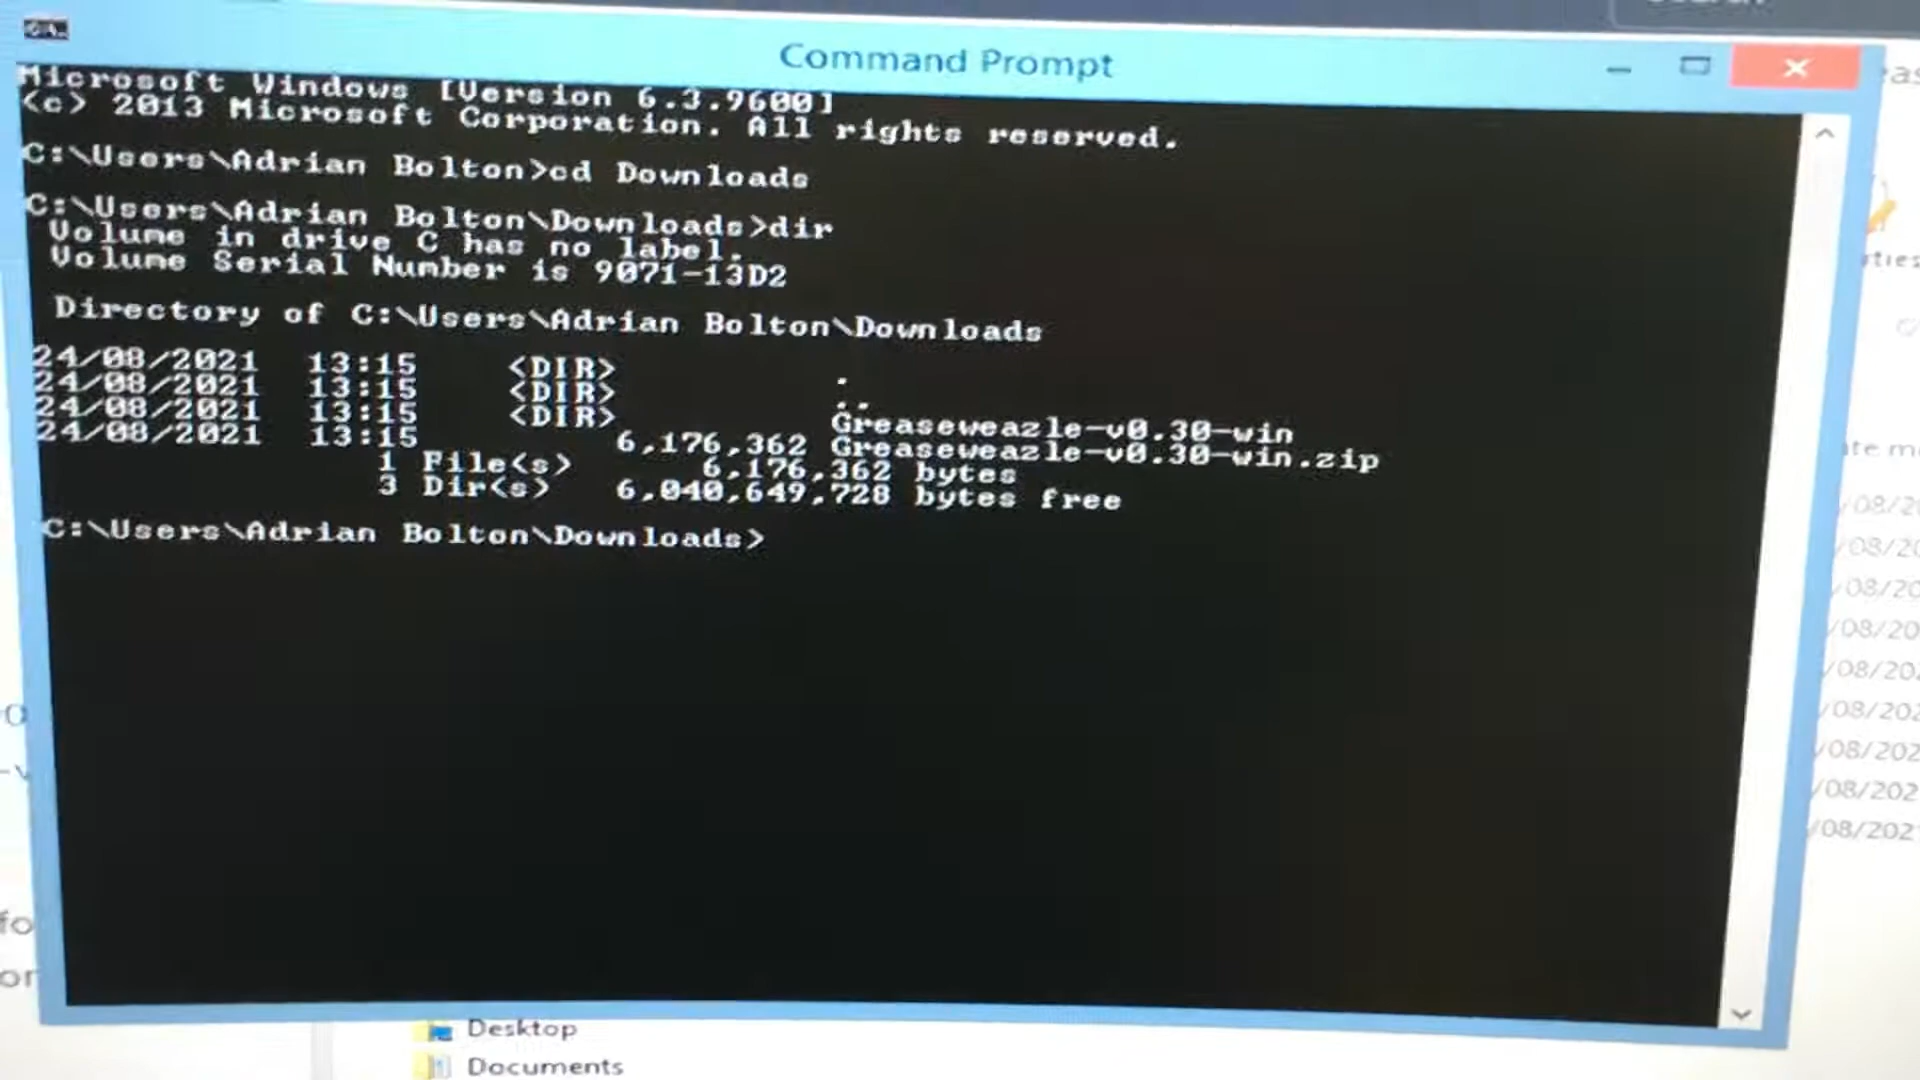 Command Prompt
Microsoft Windows [Version 6.3.9600]
(c) 2013 Microsoft Corporation. All rights reserved.
C:\Users\Adrian Bolton>cd Downloads
C:\Users\Adrian Bolton\Downloads>dir
Volume in drive C has no label.
Volume Serial Number is 9071-13D2
Directory of C:\Users\Adrian Bolton\Downloads
24/08/2021 13:15 <DIR> .
24/08/2021 13:15 <DIR> ..
24/08/2021 13:15 <DIR> Greaseweazle-v0.30-win
24/08/2021 13:15 6,176,362 Greaseweazle-v0.30-win.zip
1 File(s) 6,176,362 bytes
3 Dir(s) 6,040,649,728 bytes free
C:\Users\Adrian Bolton\Downloads>
Desktop
Documents